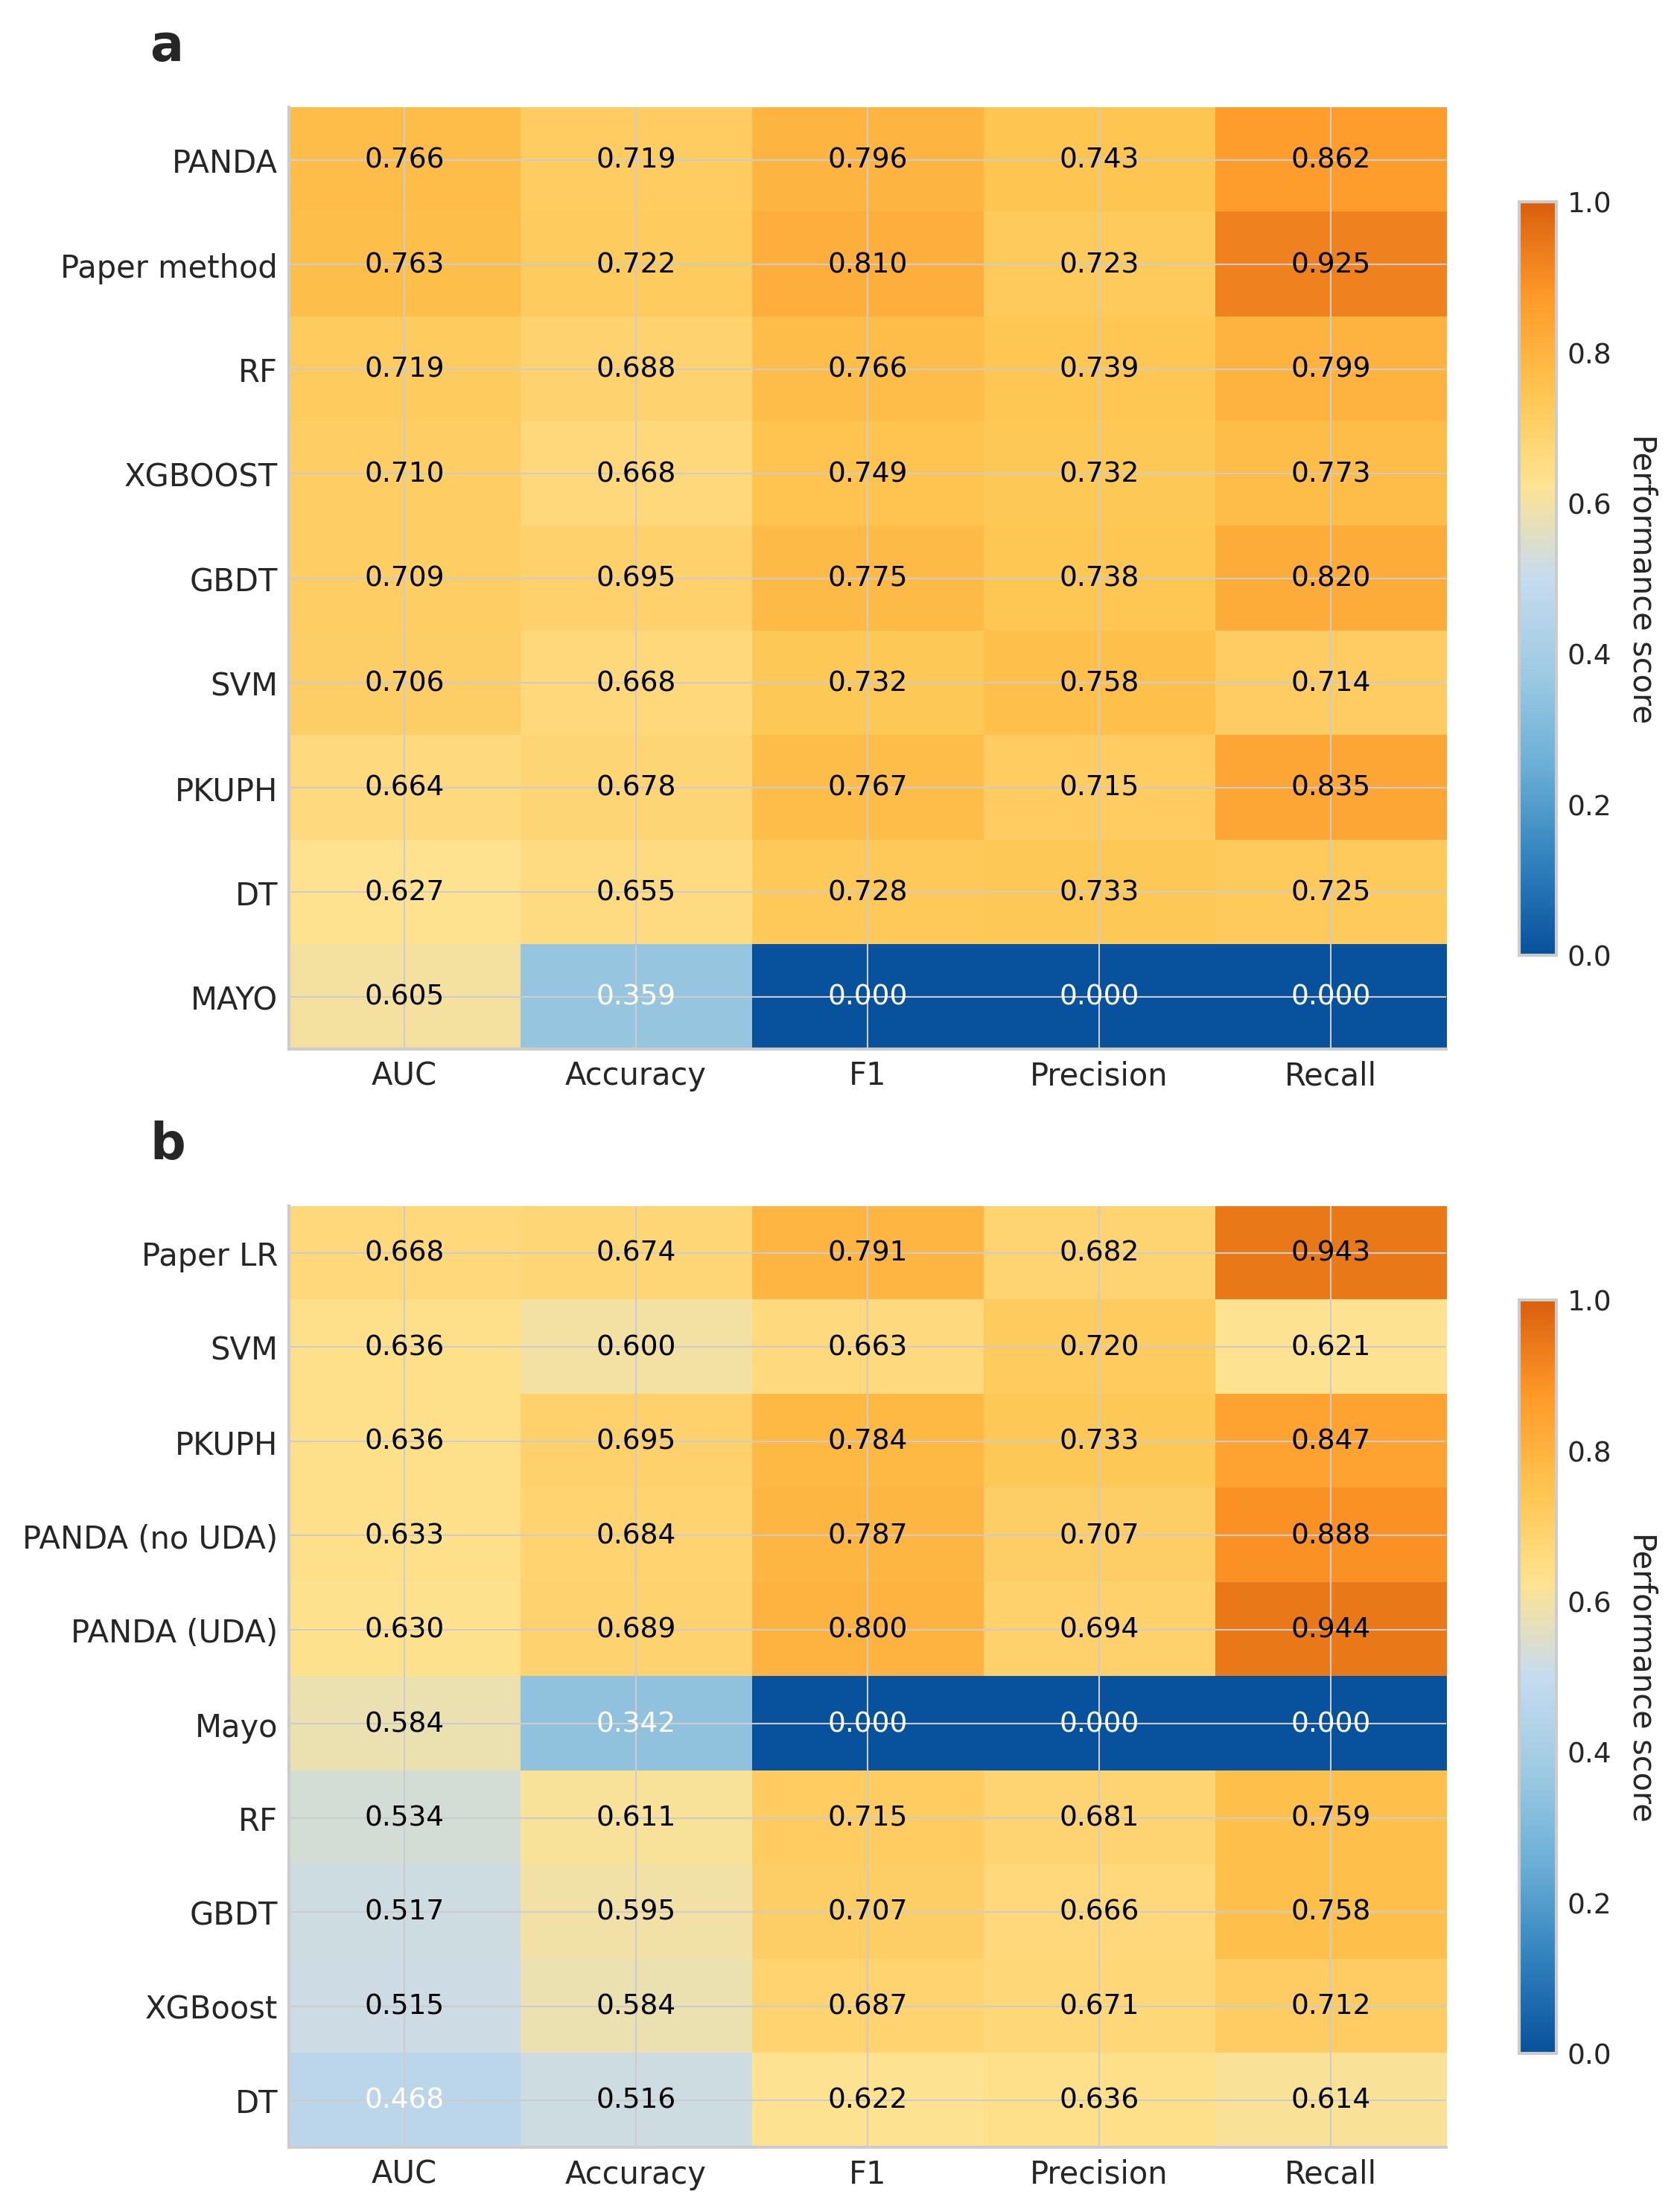 a
PANDA 0.766 0.719 0.796 0.743 0.862
Paper method 0.763 0.722 0.810 0.723 0.925
RF 0.719 0.688 0.766 0.739 0.799
XGBOOST 0.710 0.668 0.749 0.732 0.773
GBDT 0.709 0.695 0.775 0.738 0.820
SVM 0.706 0.668 0.732 0.758 0.714
PKUPH 0.664 0.678 0.767 0.715 0.835
DT 0.627 0.655 0.728 0.733 0.725
MAYO 0.605 0.359 0.000 0.000 0.000
AUC Accuracy F1 Precision Recall
1.0
0.8
0.6
0.4
0.2
0.0
Performance score
b
Paper LR 0.668 0.674 0.791 0.682 0.943
SVM 0.636 0.600 0.663 0.720 0.621
PKUPH 0.636 0.695 0.784 0.733 0.847
PANDA (no UDA) 0.633 0.684 0.787 0.707 0.888
PANDA (UDA) 0.630 0.689 0.800 0.694 0.944
Mayo 0.584 0.342 0.000 0.000 0.000
RF 0.534 0.611 0.715 0.681 0.759
GBDT 0.517 0.595 0.707 0.666 0.758
XGBoost 0.515 0.584 0.687 0.671 0.712
DT 0.468 0.516 0.622 0.636 0.614
AUC Accuracy F1 Precision Recall
1.0
0.8
0.6
0.4
0.2
0.0
Performance score